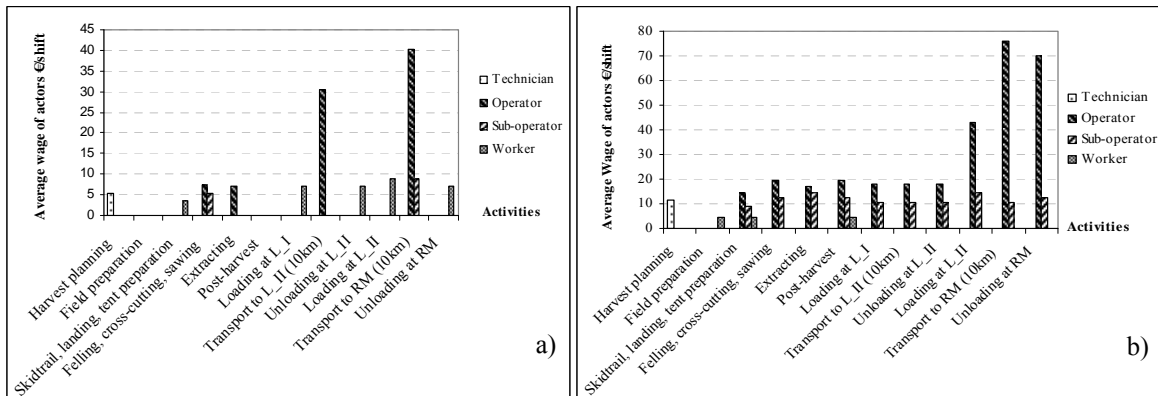 Average wage of actors €/shift
45
40
35
30
25
20
15
10
5
0
Technician
Operator
Sub-operator
Worker
Activities
Harvest planning
Field preparation
Skidtrail, landing, tent preparation
Felling, cross-cutting, sawing
Extracting
Post-harvest
Loading at L_I
Transport to L_II (10km)
Unloading at L_II
Loading at L_II
Transport to RM (10km)
Unloading at RM
a)
Average Wage of actors €/shift
80
70
60
50
40
30
20
10
0
Technician
Operator
Sub-operator
Worker
Activities
Harvest planning
Field preparation
Skidtrail, landing, tent preparation
Felling, cross-cutting, sawing
Extracting
Post-harvest
Loading at L_I
Transport to L_II (10km)
Unloading at L_II
Loading at L_II
Transport to RM (10km)
Unloading at RM
b)